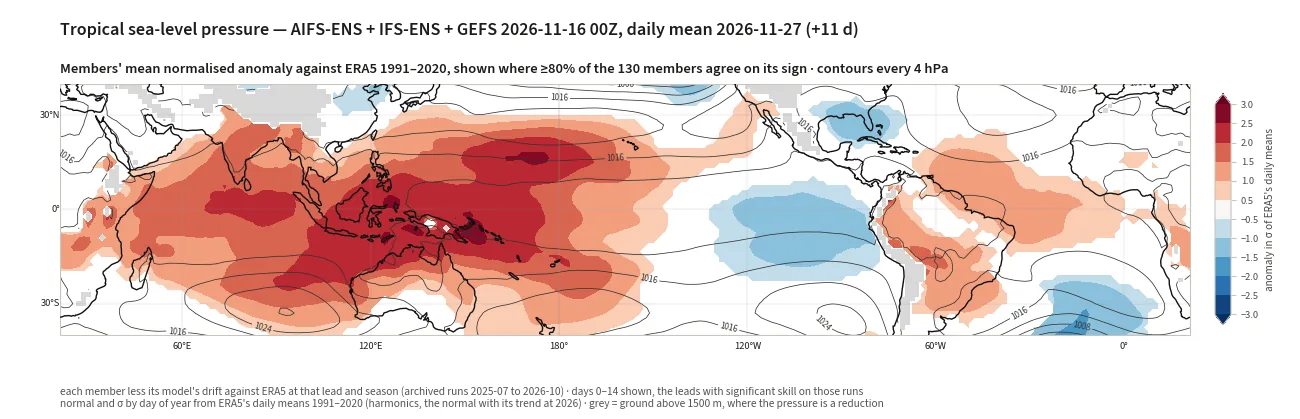 Tropical sea-level pressure — AIFS-ENS + IFS-ENS + GEFS 2026-11-16 00Z, daily mean 2026-11-27 (+11 d)
Members' mean normalised anomaly against ERA5 1991–2020, shown where ≥80% of the 130 members agree on its sign · contours every 4 hPa
30°N
0°
30°S
60°E
120°E
180°
120°W
60°W
0°
1016
1016
1016
1016
1016
1016
1016
1016
1016
1016
1024
1024
1008
3.0
2.5
2.0
1.5
1.0
0.5
−0.5
−1.0
−1.5
−2.0
−2.5
−3.0
anomaly in σ of ERA5's daily means
each member less its model's drift against ERA5 at that lead and season (archived runs 2025-07 to 2026-10) · days 0–14 shown, the leads with significant skill on those runs
normal and σ by day of year from ERA5's daily means 1991–2020 (harmonics, the normal with its trend at 2026) · grey = ground above 1500 m, where the pressure is a reduction